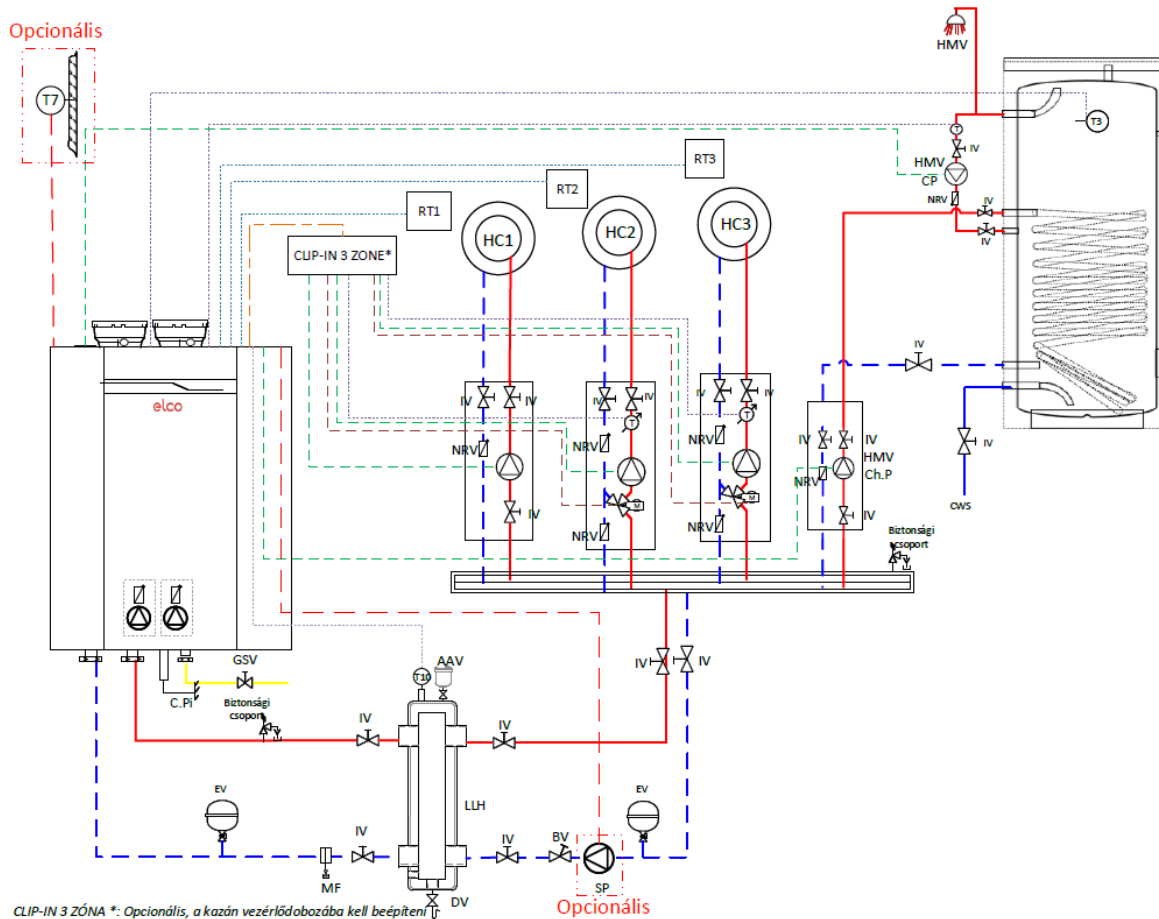 Opcionális
T7
HMV
T3
T
IV
HMV
CP
NRV
IV
IV
RT3
RT2
RT1
HC1
HC2
HC3
CLIP-IN 3 ZONE*
elco
IV
IV
NRV
IV
IV
IV
T
NRV
M
NRV
IV
IV
T
NRV
M
NRV
IV
IV
IV
HMV
Ch.P
NRV
IV
IV
cws
Biztonsági
csoport
GSV
C.Pi
Biztonsági
csoport
T10
AAV
IV
IV
IV
IV
EV
LLH
EV
IV
IV
BV
MF
DV
SP
Opcionális
CLIP-IN 3 ZÓNA *: Opcionális, a kazán vezérlődobozába kell beépíteni